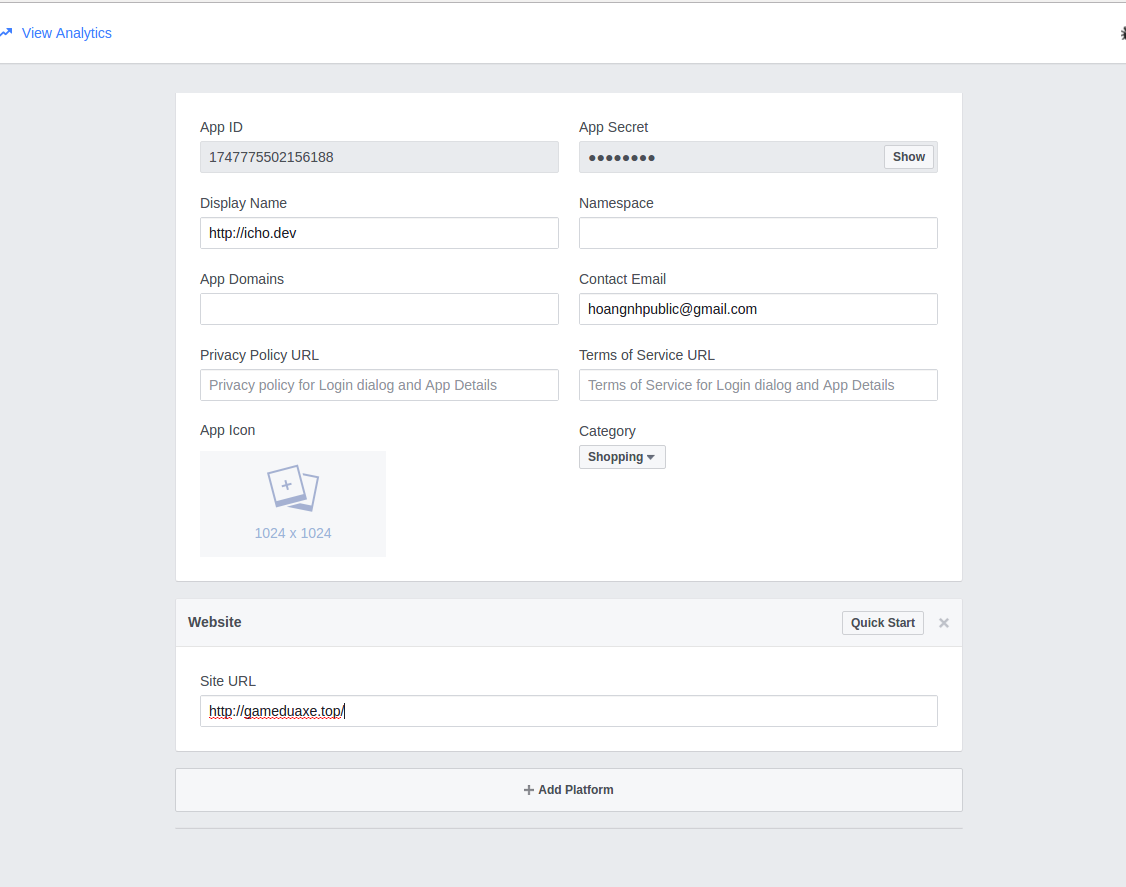 View Analytics
App ID
App Secret
1747775502156188
●●●●●●●●
Show
Display Name
Namespace
http://icho.dev
App Domains
Contact Email
hoangnhpublic@gmail.com
Privacy Policy URL
Terms of Service URL
Privacy policy for Login dialog and App Details
Terms of Service for Login dialog and App Details
App Icon
Category
Shopping
1024 x 1024
Website
Quick Start
Site URL
http://gameduaxe.top/
Add Platform